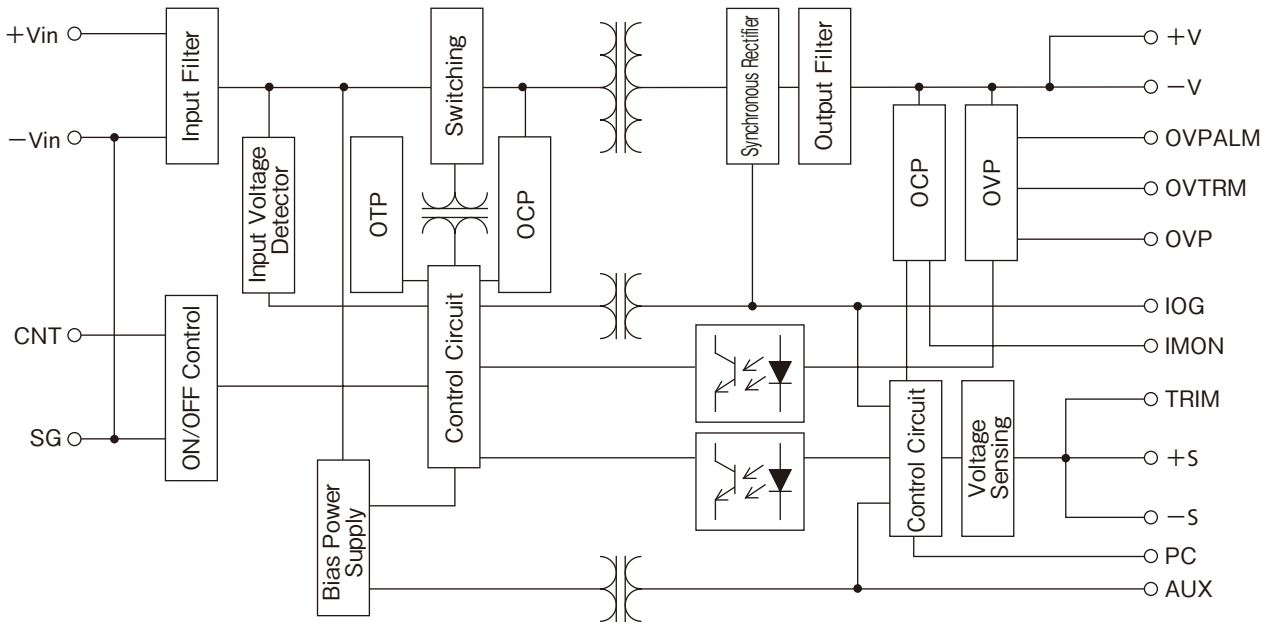 +Vin
−Vin
CNT
SG
Input Filter
ON/OFF Control
Input Voltage
Detector
Bias Power
Supply
OTP
Switching
OCP
Control Circuit
Synchronous Rectifier
Output Filter
OCP
OVP
Control Circuit
Voltage
Sensing
+V
−V
OVPALM
OVTRM
OVP
IOG
IMON
TRIM
+S
−S
PC
AUX